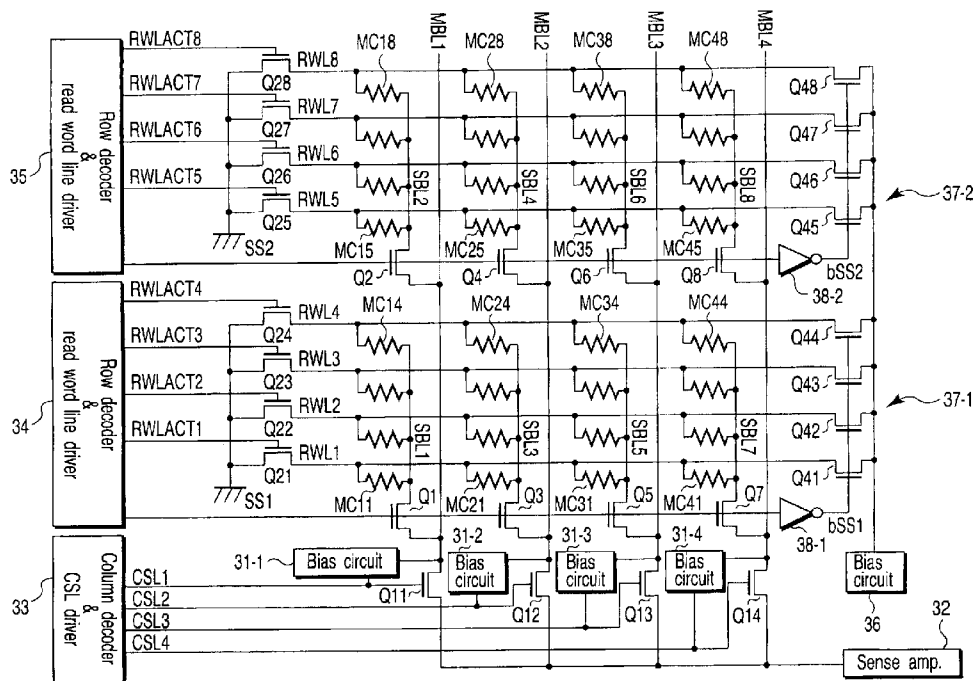 MBL1 MBL2 MBL3 MBL4
RWLACT8 RWL8 MC18 MC28 MC38 MC48
Q28 Q48
RWLACT7 RWL7
Q27 Q47
35 Row decoder & read word line driver
RWLACT6 RWL6
Q26 Q46
SBL2 SBL4 SBL6 SBL8
RWLACT5 RWL5
Q25 Q45 37-2
SS2 MC15 MC25 MC35 MC45
Q2 Q4 Q6 Q8 bSS2
38-2
RWLACT4 RWL4 MC14 MC24 MC34 MC44
Q24 Q44
RWLACT3 RWL3
Q23 Q43
34 Row decoder & read word line driver
RWLACT2 RWL2
Q22 Q42 37-1
SBL1 SBL3 SBL5 SBL7
RWLACT1 RWL1
Q21 Q41
SS1 MC11 Q1 MC21 Q3 MC31 Q5 MC41 Q7
bSS1
38-1
31-1 Bias circuit
31-2 Bias circuit
31-3 Bias circuit
31-4 Bias circuit
Bias circuit
36
33 Column decoder & CSL driver
CSL1 Q11
CSL2 Q12
CSL3 Q13
CSL4 Q14
32
Sense amp.